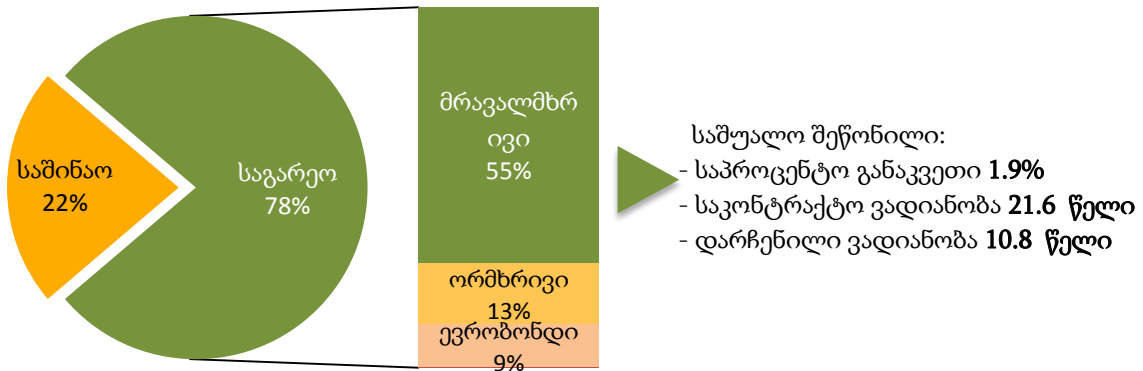 საშინაო
22%
საგარეო
78%
მრავალმხრ
ივი
55%
ორმხრივი
13%
ევრობონდი
9%
საშუალო შეწონილი:
- საპროცენტო განაკვეთი 1.9%
- საკონტრაქტო ვადიანობა 21.6 წელი
- დარჩენილი ვადიანობა 10.8 წელი